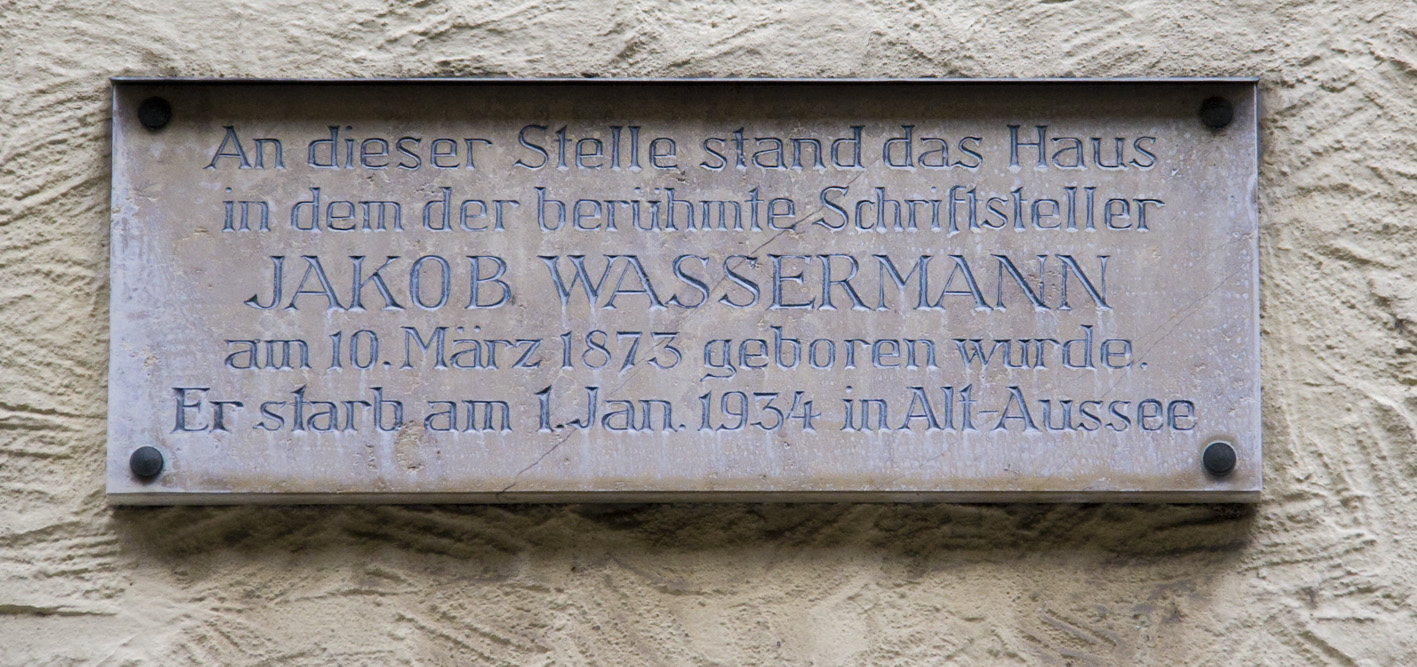 An dieser Stelle stand das Haus
in dem der berühmte Schriftsteller
JAKOB WASSERMANN
am 10. März 1873 geboren wurde.
Er starb am 1. Jan. 1934 in Alt-Aussee